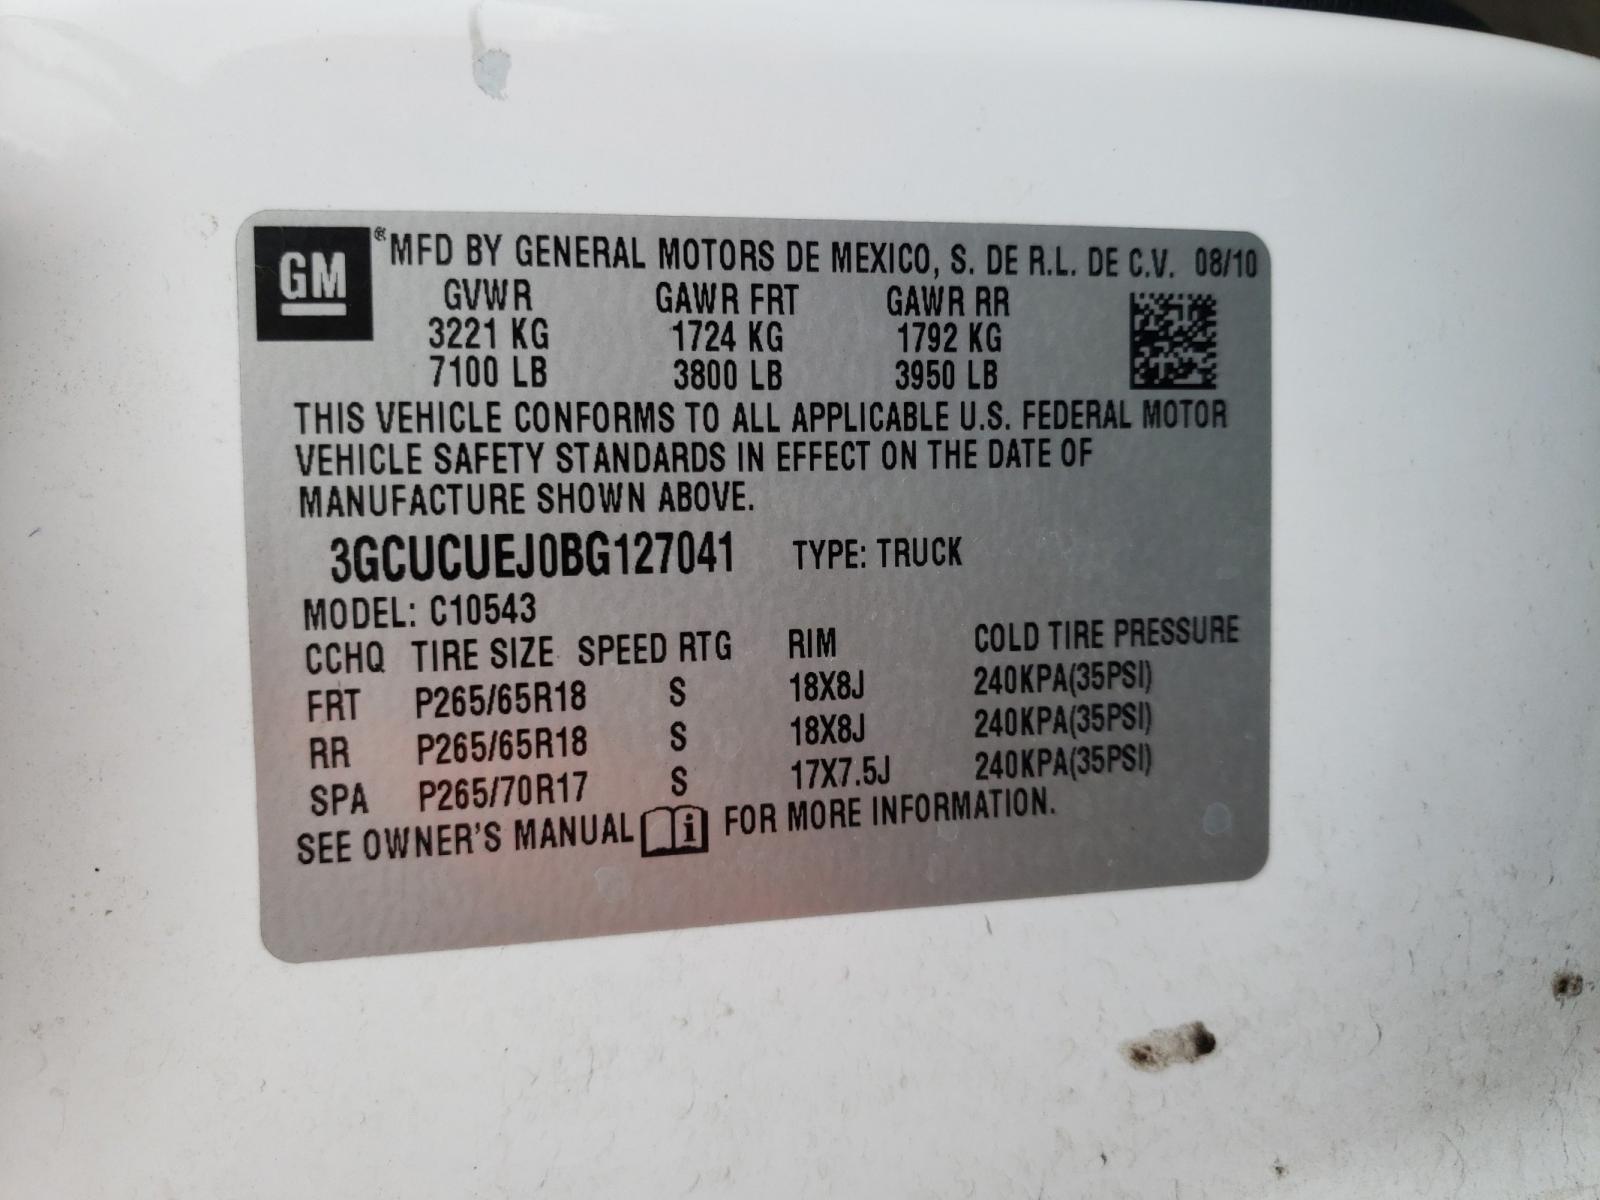 GM ® MFD BY GENERAL MOTORS DE MEXICO, S. DE R.L. DE C.V. 08/10
GVWR GAWR FRT GAWR RR
3221 KG 1724 KG 1792 KG
7100 LB 3800 LB 3950 LB
THIS VEHICLE CONFORMS TO ALL APPLICABLE U.S. FEDERAL MOTOR
VEHICLE SAFETY STANDARDS IN EFFECT ON THE DATE OF
MANUFACTURE SHOWN ABOVE.
3GCUCUEJ0BG127041 TYPE: TRUCK
MODEL: C10543
CCHQ TIRE SIZE SPEED RTG RIM COLD TIRE PRESSURE
FRT P265/65R18 S 18X8J 240KPA(35PSI)
RR P265/65R18 S 18X8J 240KPA(35PSI)
SPA P265/70R17 S 17X7.5J 240KPA(35PSI)
SEE OWNER'S MANUAL i FOR MORE INFORMATION.